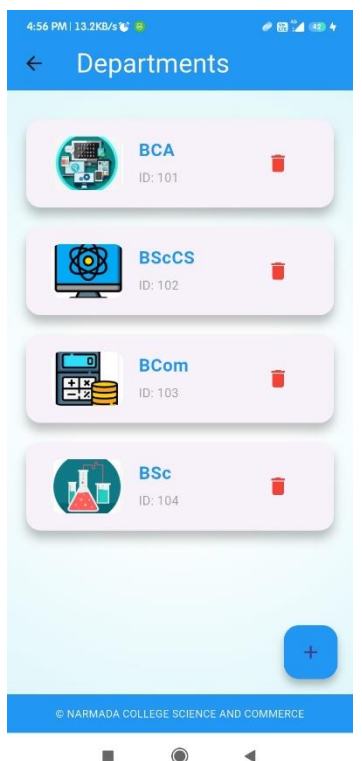 4:56 PM | 13.2KB/s
42
Departments
BCA
ID: 101
BScCS
ID: 102
BCom
ID: 103
BSc
ID: 104
+
© NARMADA COLLEGE SCIENCE AND COMMERCE